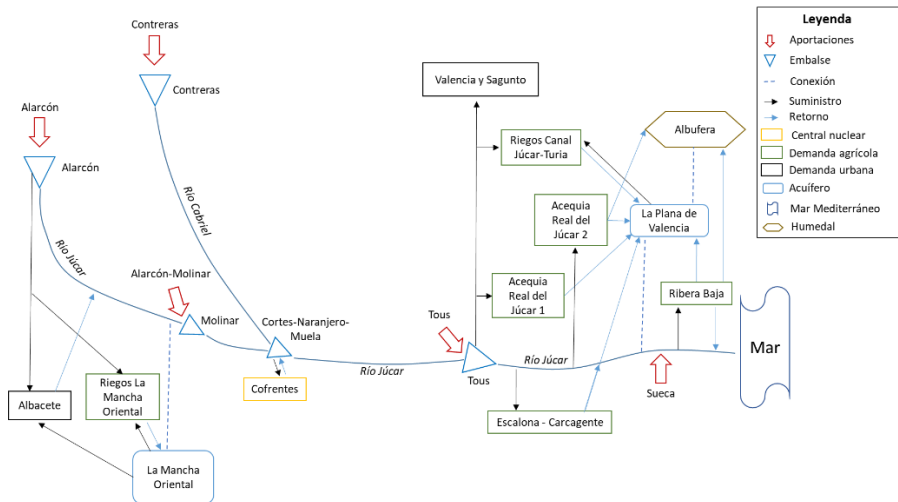 Contreras
Contreras
Alarcón
Alarcón
Río Cabriel
Río Júcar
Alarcón-Molinar
Molinar
Cortes-Naranjero-
Muela
Cofrentes
Albacete
Riegos La
Mancha
Oriental
La Mancha
Oriental
Río Júcar
Tous
Tous
Valencia y Sagunto
Riegos Canal
Júcar-Turia
Acequia
Real del
Júcar 2
Acequia
Real del
Júcar 1
Albufera
La Plana de
Valencia
Ribera Baja
Río Júcar
Escalona - Carcagente
Sueca
Mar
Leyenda
Aportaciones
Embalse
Conexión
Suministro
Retorno
Central nuclear
Demanda agrícola
Demanda urbana
Acuífero
Mar Mediterráneo
Humedal